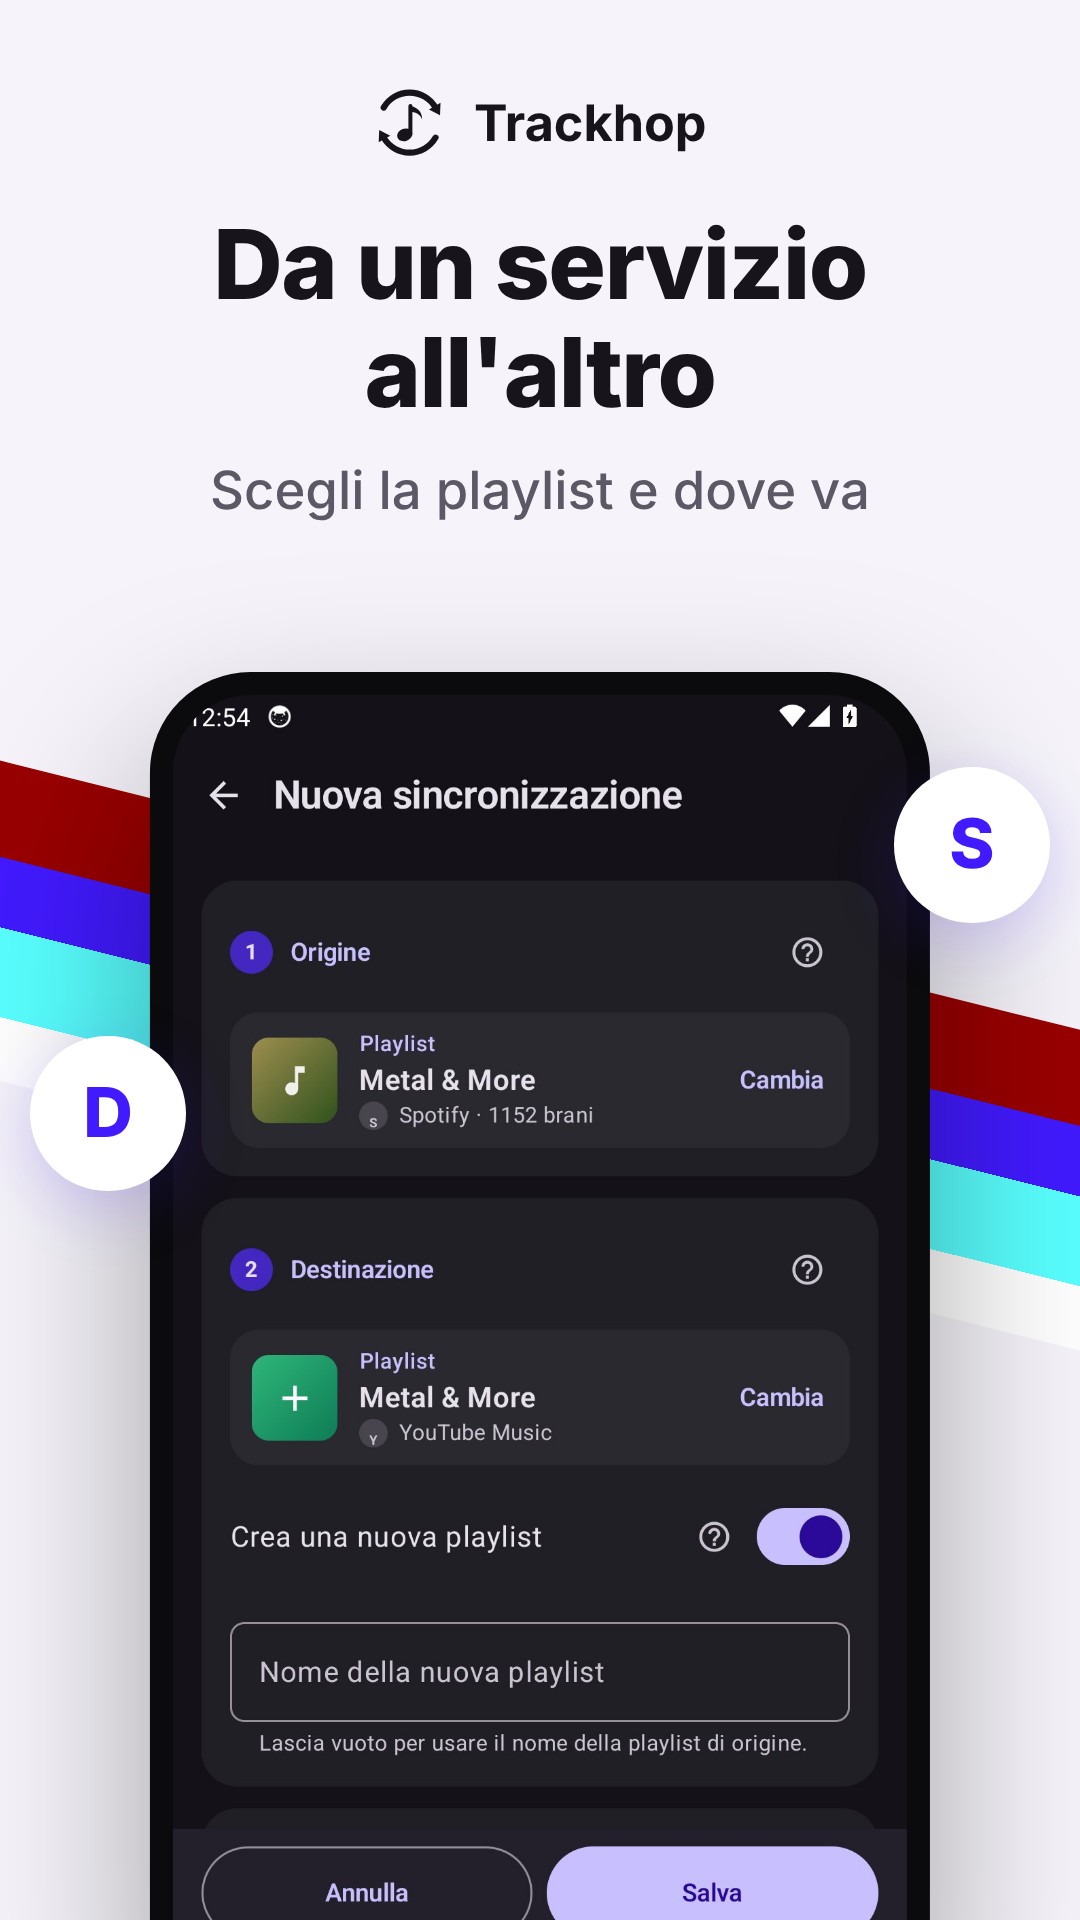 Trackhop
Da un servizio
all'altro
Scegli la playlist e dove va
12:54
Nuova sincronizzazione
S
1 Origine
Playlist
Metal & More
Cambia
S Spotify · 1152 brani
D
2 Destinazione
Playlist
Metal & More
Cambia
Y YouTube Music
Crea una nuova playlist
Nome della nuova playlist
Lascia vuoto per usare il nome della playlist di origine.
Annulla Salva